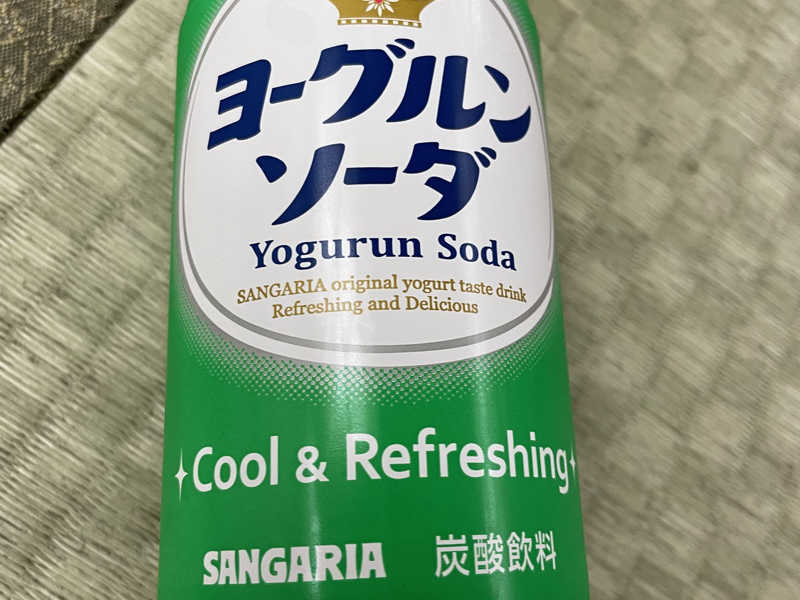 ヨーグルン
ソーダ
Yogurun Soda
SANGARIA original yogurt taste drink
Refreshing and Delicious
Cool & Refreshing
SANGARIA 炭酸飲料